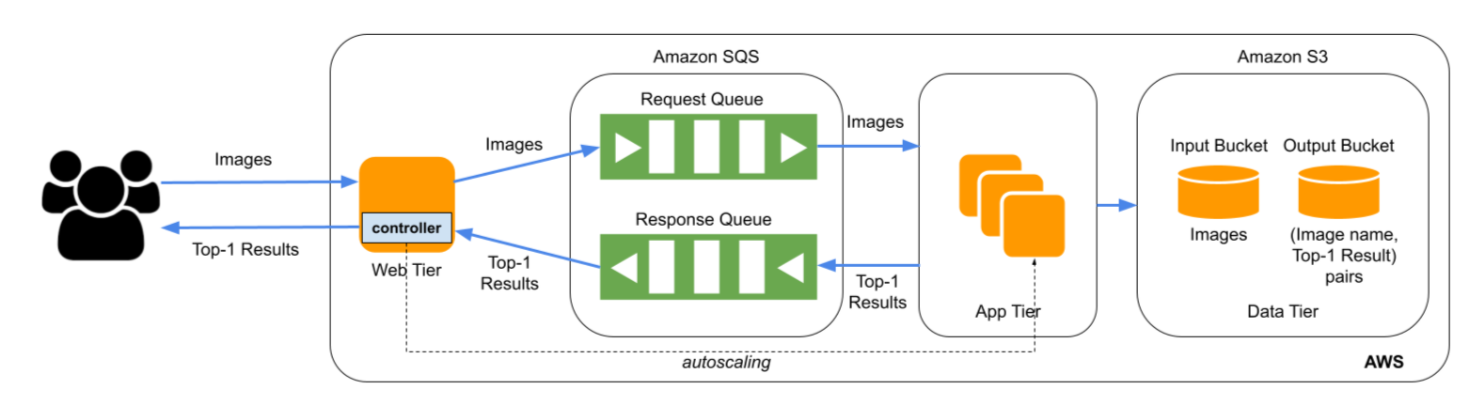 Amazon SQS
Amazon S3
Request Queue
Images
Images
Images
Input Bucket
Output Bucket
controller
Response Queue
Top-1 Results
Web Tier
Top-1
Results
Top-1
Results
Images
(Image name,
Top-1 Result)
pairs
App Tier
Data Tier
autoscaling
AWS